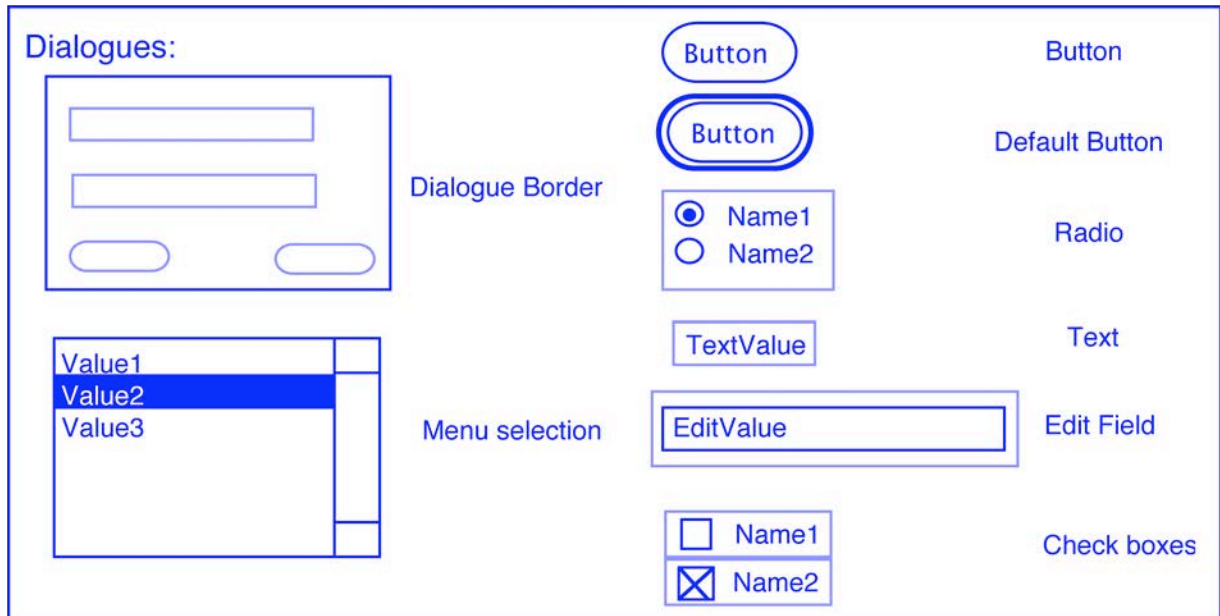 Dialogues:
Dialogue Border
Value1
Value2
Value3
Menu selection
Button
Button
Button
Default Button
Name1
Name2
Radio
TextValue
Text
EditValue
Edit Field
Name1
Name2
Check boxes